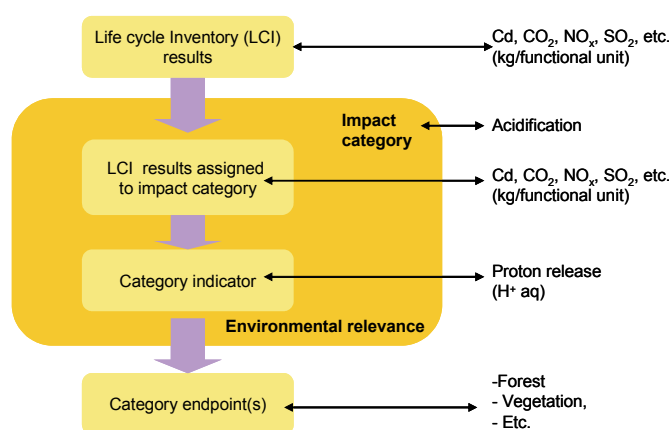 Life cycle Inventory (LCI)
results
Cd, CO₂, NOₓ, SO₂, etc.
(kg/functional unit)
Impact
category
Acidification
LCI results assigned
to impact category
Cd, CO₂, NOₓ, SO₂, etc.
(kg/functional unit)
Category indicator
Proton release
(H⁺ aq)
Environmental relevance
Category endpoint(s)
-Forest
- Vegetation,
- Etc.